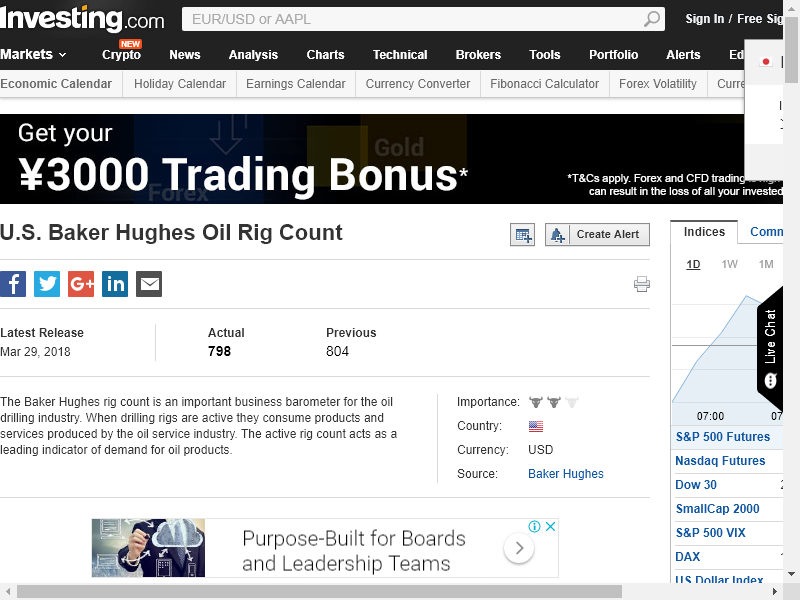 Investing.com
EUR/USD or AAPL
Sign In / Free Sig
Markets
Crypto
NEW
News
Analysis
Charts
Technical
Brokers
Tools
Portfolio
Alerts
Ed
Economic Calendar
Holiday Calendar
Earnings Calendar
Currency Converter
Fibonacci Calculator
Forex Volatility
Curre
Get your
¥3000 Trading Bonus*
Gold
Forex
*T&Cs apply. Forex and CFD trading
can result in the loss of all your invested
U.S. Baker Hughes Oil Rig Count
Create Alert
Indices
Comm
1D
1W
1M
Latest Release
Mar 29, 2018
Actual
798
Previous
804
Live Chat
07:00
07
The Baker Hughes rig count is an important business barometer for the oil
drilling industry. When drilling rigs are active they consume products and
services produced by the oil service industry. The active rig count acts as a
leading indicator of demand for oil products.
Importance:
Country:
Currency: USD
Source: Baker Hughes
S&P 500 Futures
Nasdaq Futures
Dow 30
SmallCap 2000
S&P 500 VIX
DAX
US Dollar Index
Purpose-Built for Boards
and Leadership Teams